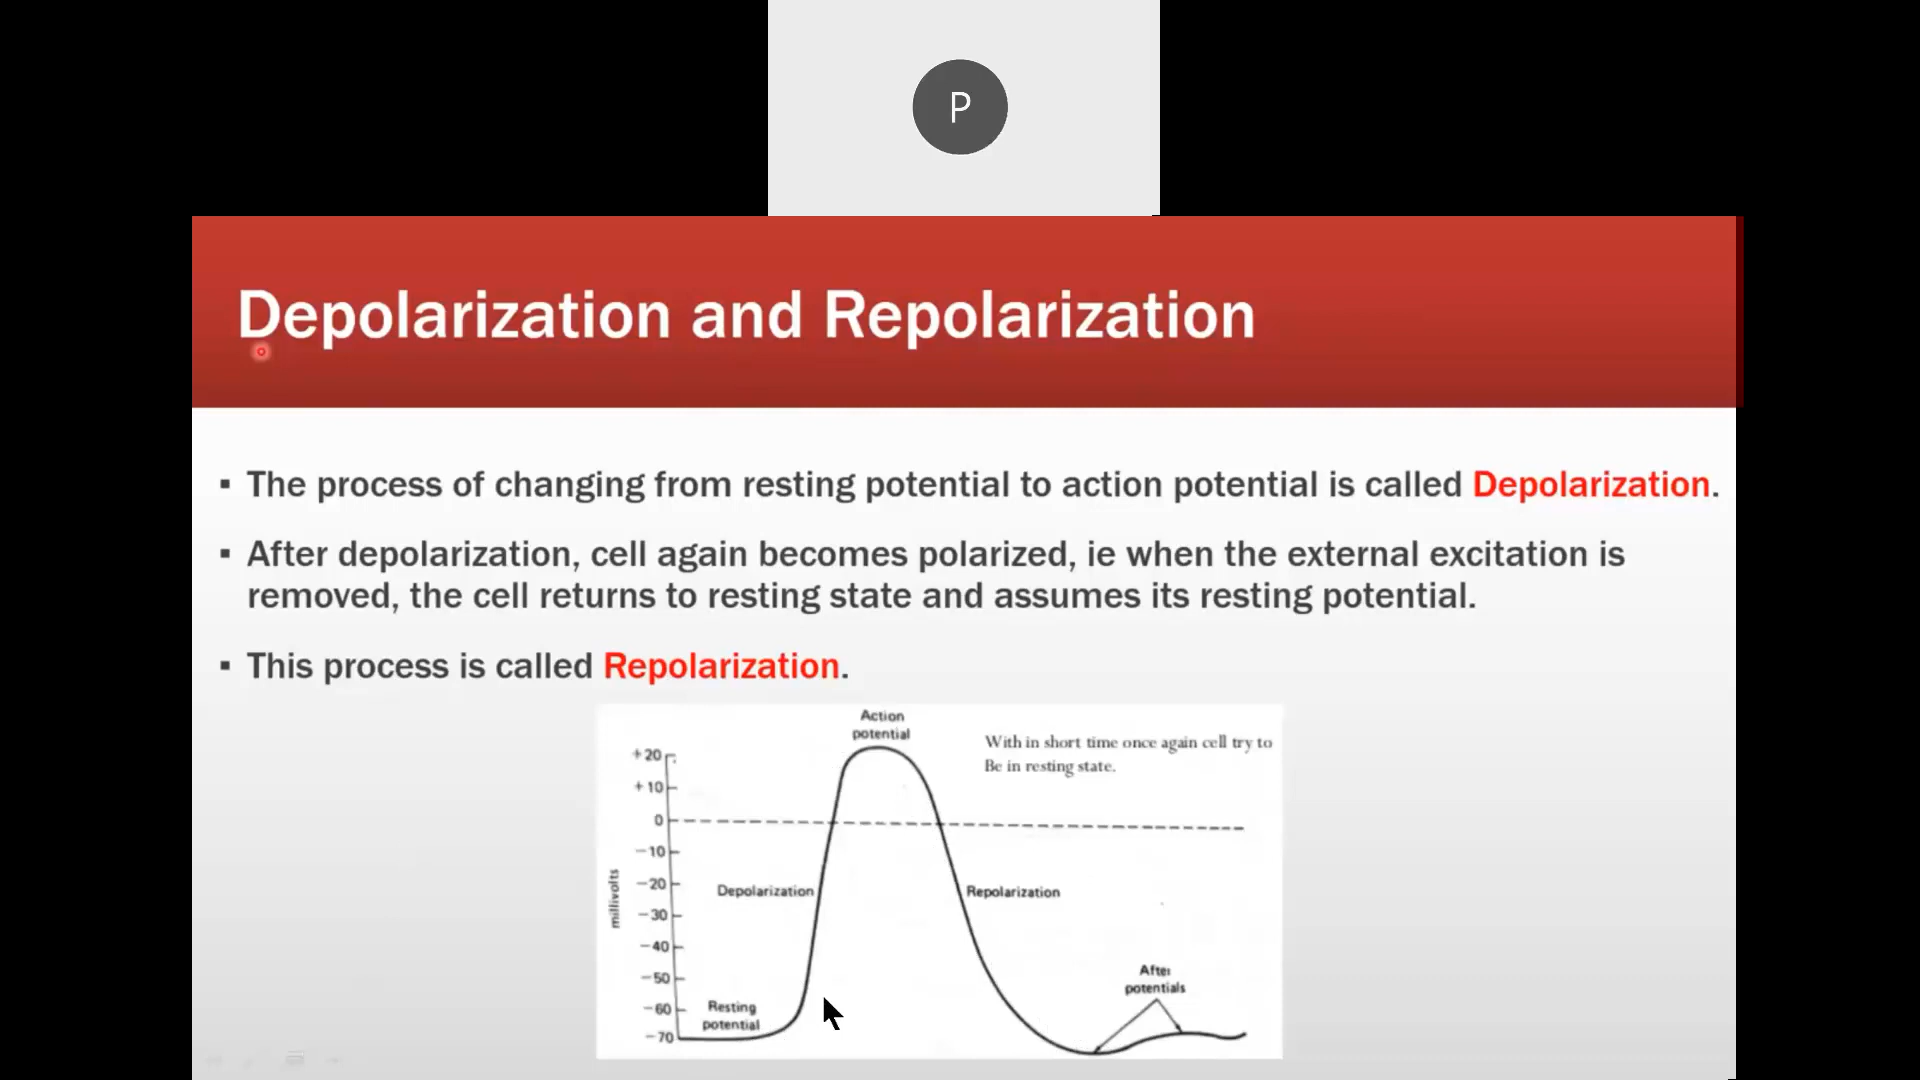 P
Depolarization and Repolarization
▪ The process of changing from resting potential to action potential is called Depolarization.
▪ After depolarization, cell again becomes polarized, ie when the external excitation is
removed, the cell returns to resting state and assumes its resting potential.
▪ This process is called Repolarization.
Action
potential
With in short time once again cell try to
Be in resting state.
+20
+10
0
−10
−20
−30
−40
−50
−60
−70
millivolts
Depolarization
Repolarization
Resting
potential
After
potentials